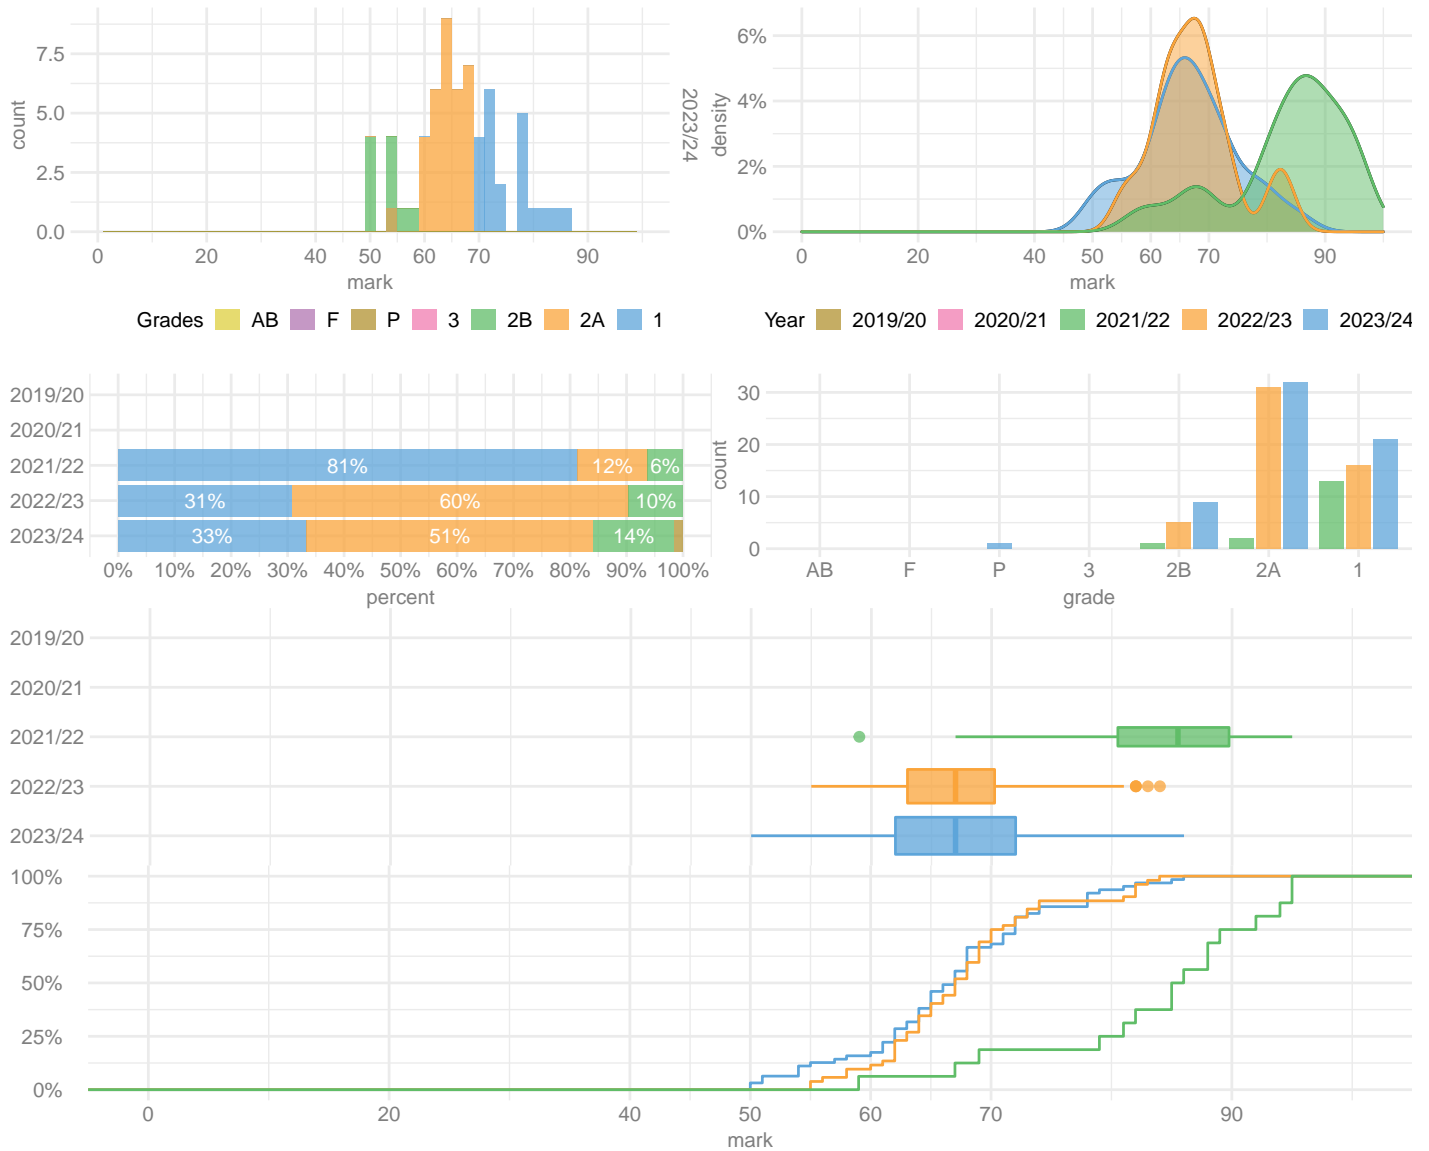 7.5
5.0
2.5
0.0
count
0 20 40 50 60 70 90
mark
2023/24
Grades AB F P 3 2B 2A 1
6%
4%
2%
0%
density
0 20 40 50 60 70 90
mark
Year 2019/20 2020/21 2021/22 2022/23 2023/24
2019/20
2020/21
2021/22 81% 12% 6%
2022/23 31% 60% 10%
2023/24 33% 51% 14%
0% 10% 20% 30% 40% 50% 60% 70% 80% 90% 100%
percent
30
20
10
0
count
AB F P 3 2B 2A 1
grade
2019/20
2020/21
2021/22
2022/23
2023/24
100%
75%
50%
25%
0%
0 20 40 50 60 70 90
mark